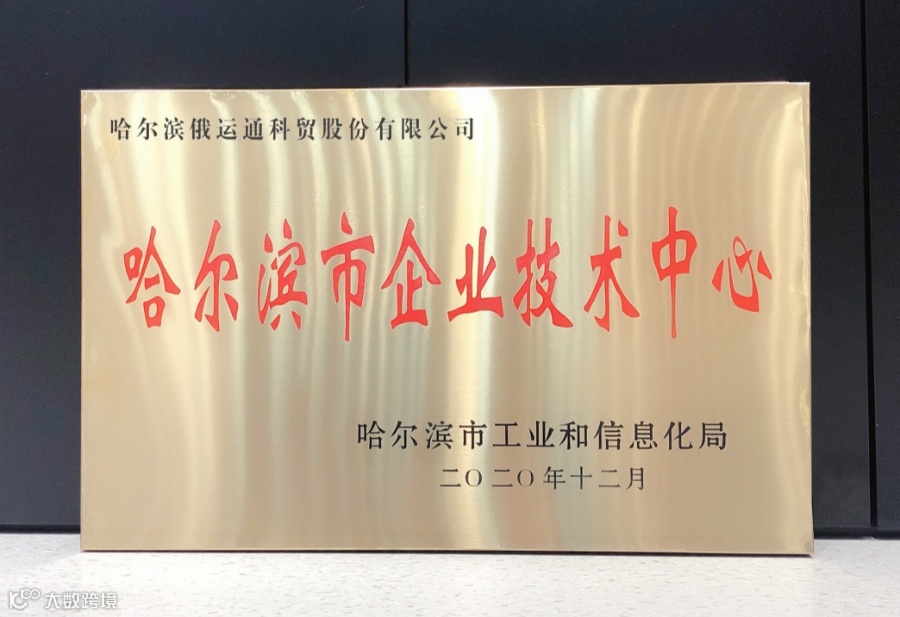 哈尔滨俄运通科贸股份有限公司
哈尔滨市企业技术中心
哈尔滨市工业和信息化局
二〇二〇年十二月
大数跨境